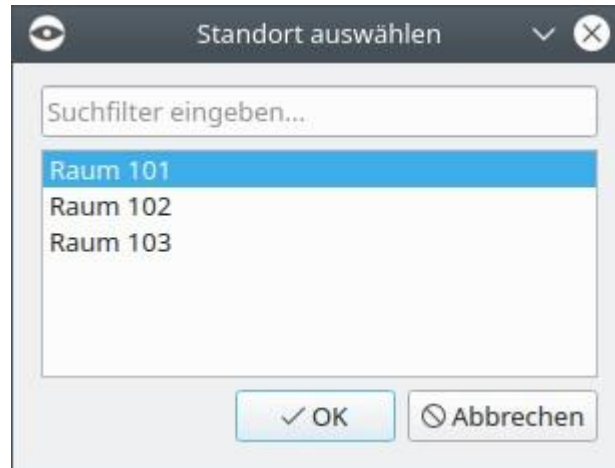 Standort auswählen
Suchfilter eingeben...
Raum 101
Raum 102
Raum 103
OK
Abbrechen